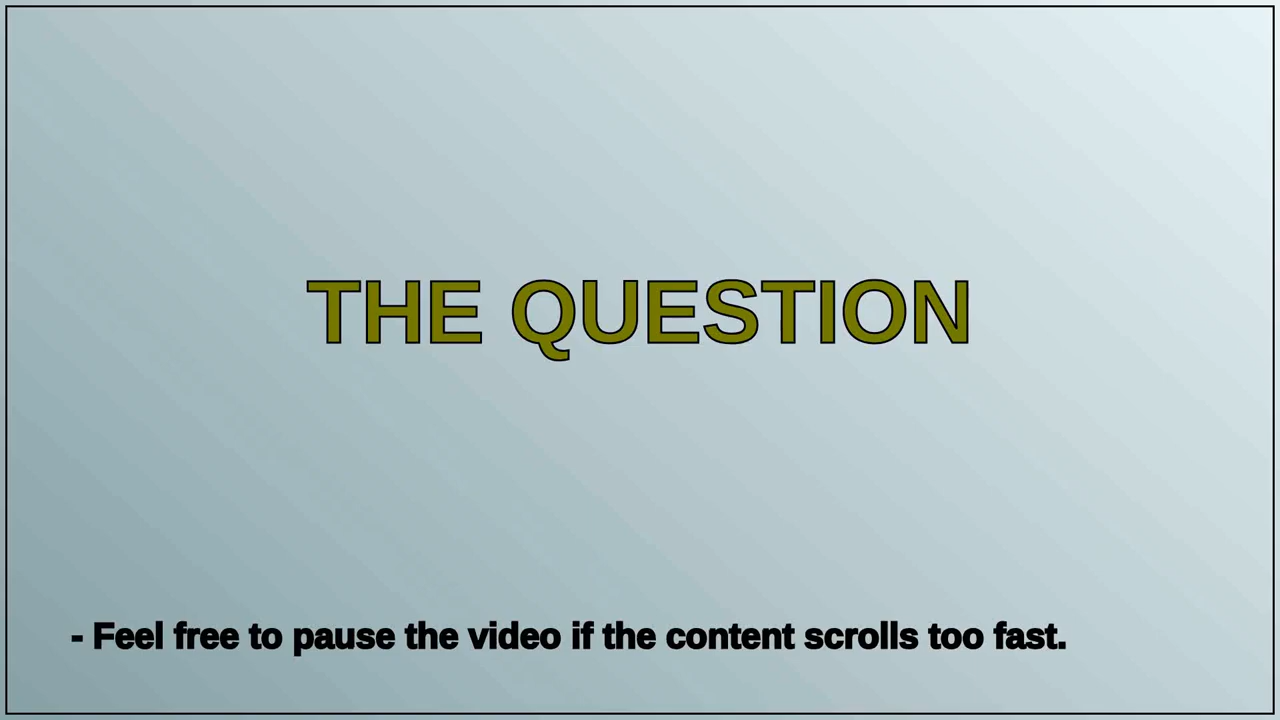 THE QUESTION
- Feel free to pause the video if the content scrolls too fast.